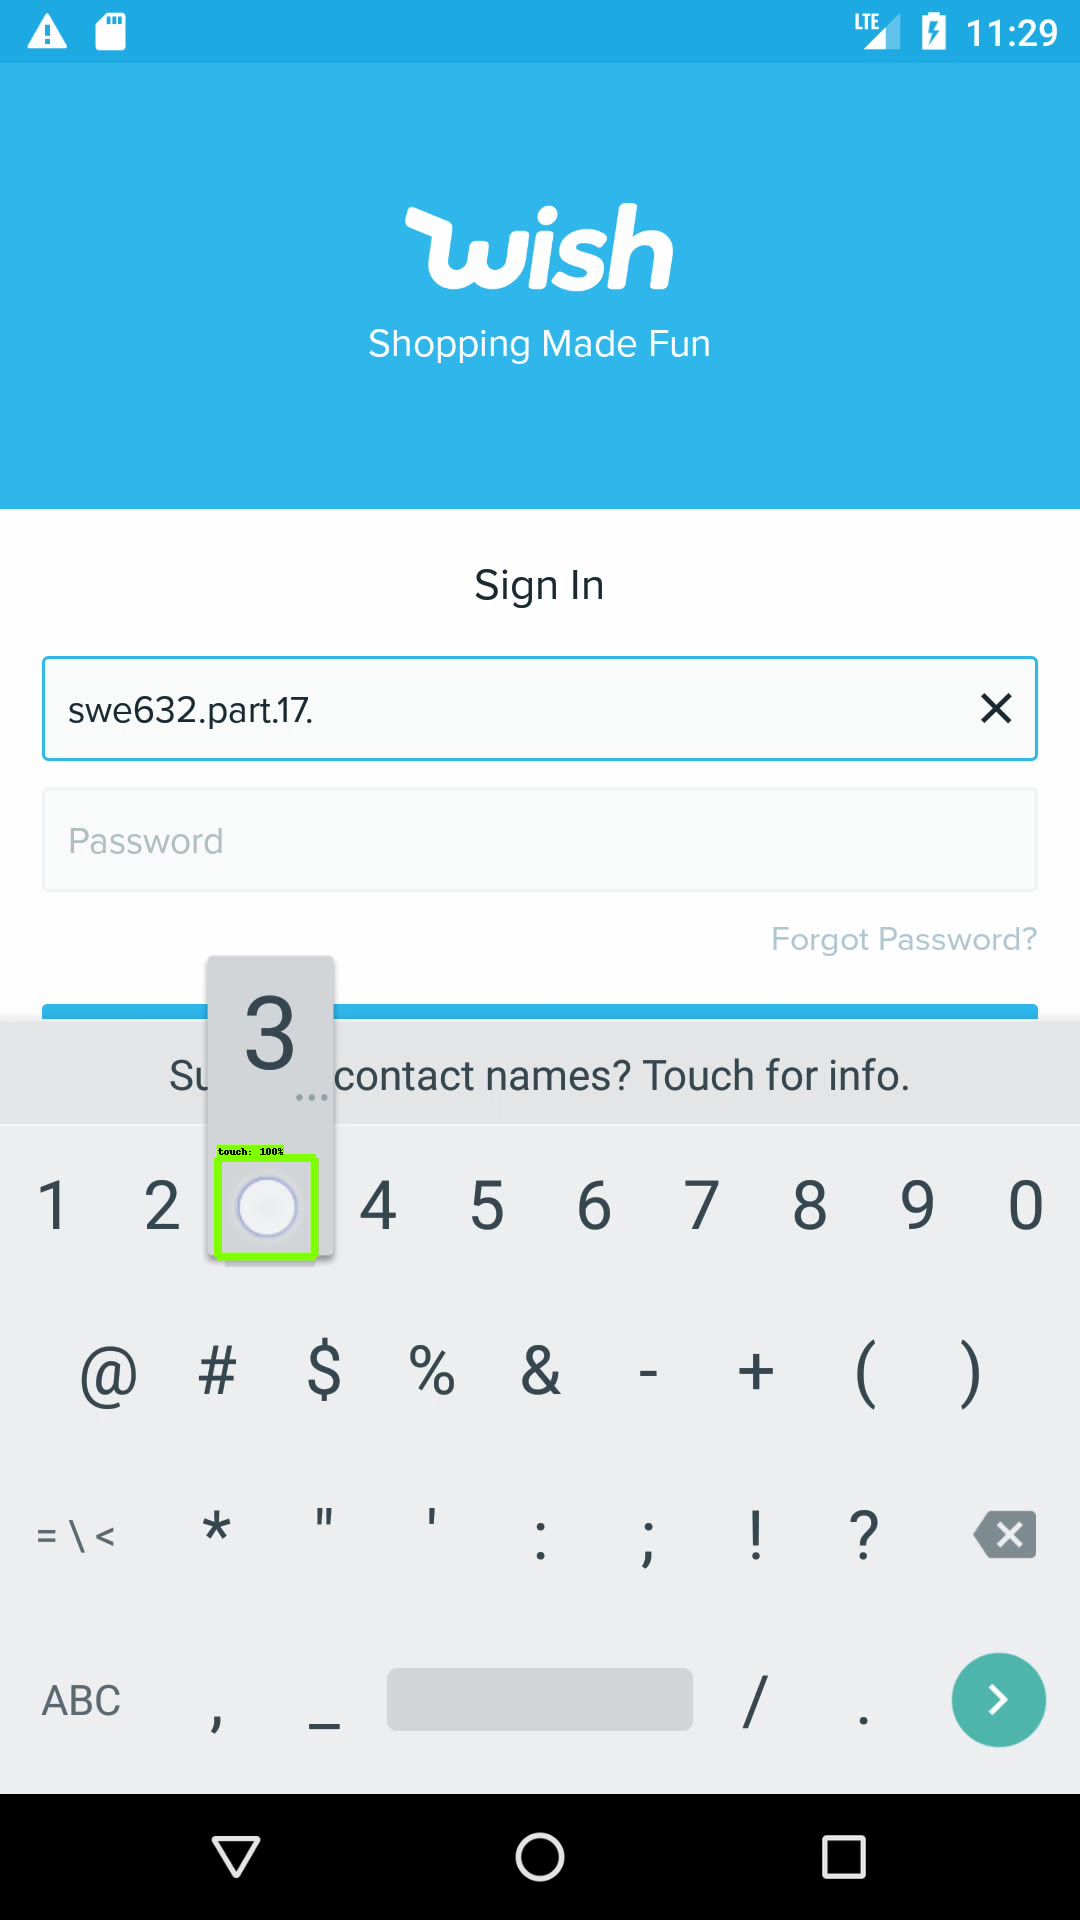 LTE 11:29
wish
Shopping Made Fun
Sign In
swe632.part.17.
Password
Forgot Password?
3
Su contact names? Touch for info.
touch: 100%
1 2 4 5 6 7 8 9 0
@ # $ % & - + ( )
= \ < * " ' : ; ! ?
ABC , _ / .